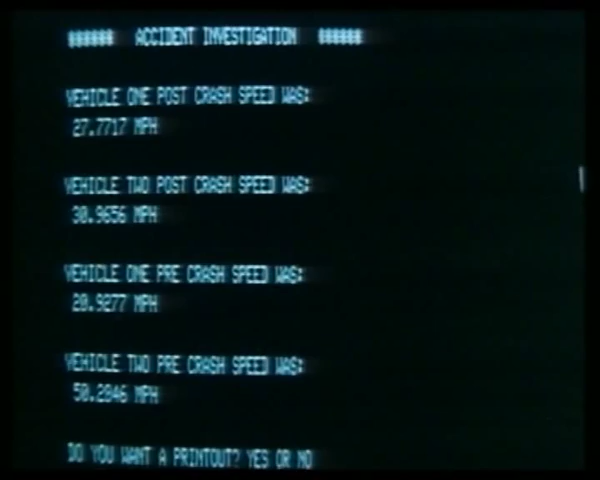 $$$$$$ ACCIDENT INVESTIGATION $$$$$$
VEHICLE ONE POST CRASH SPEED WAS:
27.7717 MPH
VEHICLE TWO POST CRASH SPEED WAS:
30.9656 MPH
VEHICLE ONE PRE CRASH SPEED WAS:
20.9277 MPH
VEHICLE TWO PRE CRASH SPEED WAS:
50.2846 MPH
DO YOU WANT A PRINTOUT? YES OR NO